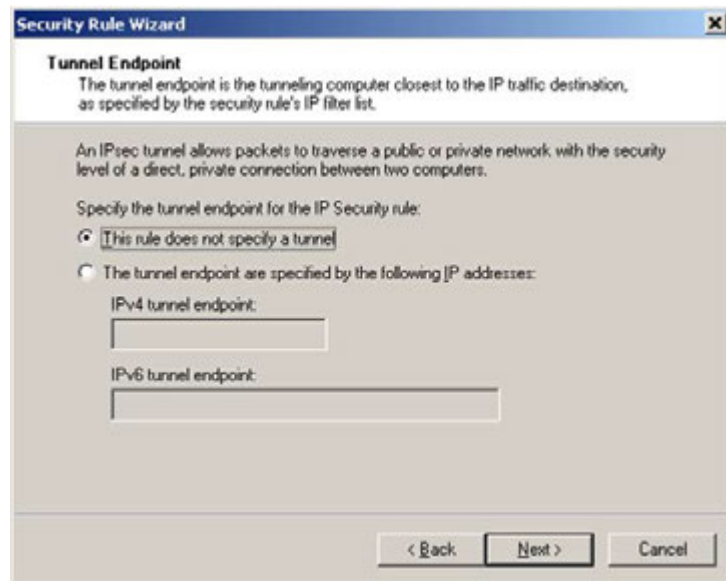 Security Rule Wizard
Tunnel Endpoint
The tunnel endpoint is the tunneling computer closest to the IP traffic destination,
as specified by the security rule's IP filter list.
An IPsec tunnel allows packets to traverse a public or private network with the security
level of a direct, private connection between two computers.
Specify the tunnel endpoint for the IP Security rule:
This rule does not specify a tunnel
The tunnel endpoint are specified by the following IP addresses:
IPv4 tunnel endpoint:
IPv6 tunnel endpoint:
< Back
Next >
Cancel